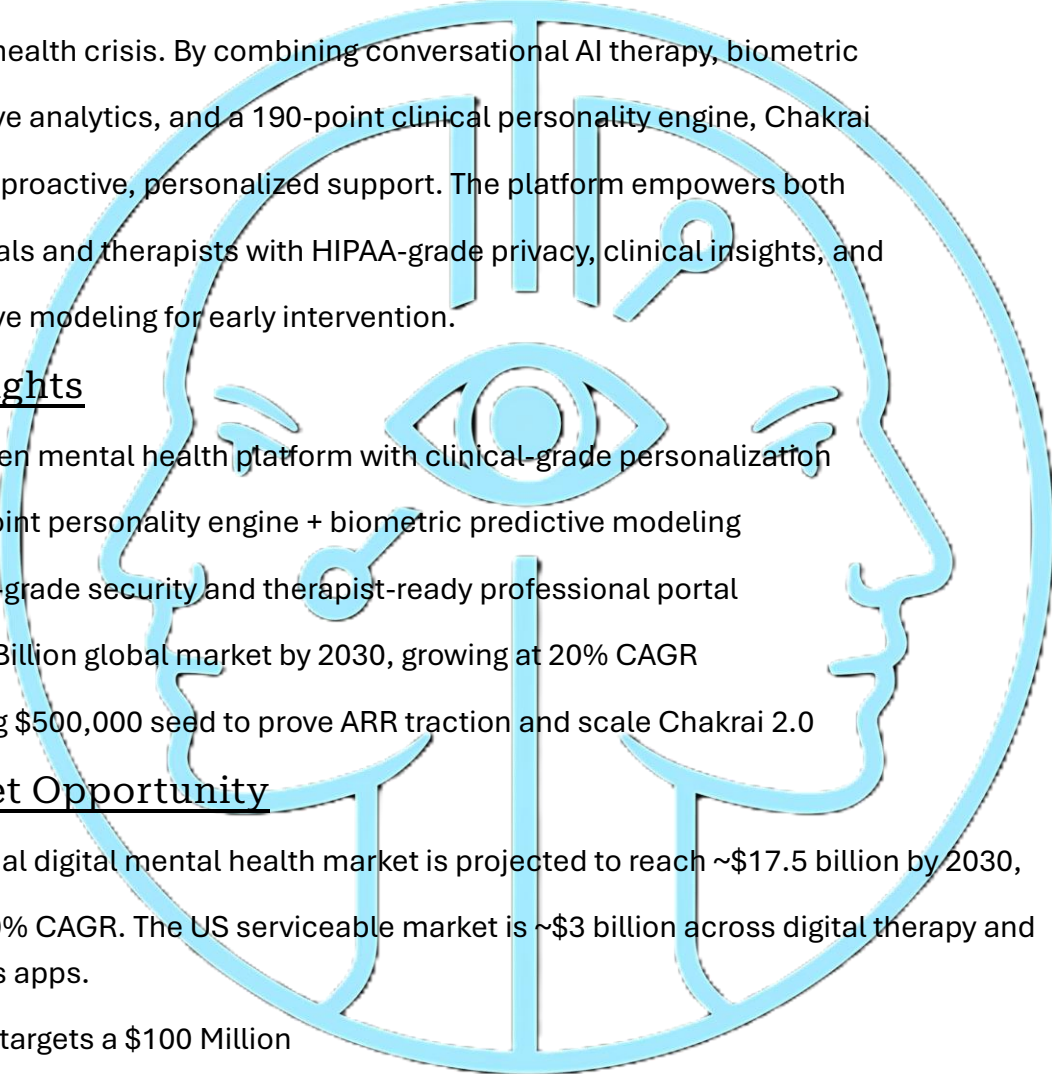 health crisis. By combining conversational AI therapy, biometric
ve analytics, and a 190-point clinical personality engine, Chakrai
proactive, personalized support. The platform empowers both
als and therapists with HIPAA-grade privacy, clinical insights, and
ve modeling for early intervention.
ghts
en mental health platform with clinical-grade personalization
oint personality engine + biometric predictive modeling
-grade security and therapist-ready professional portal
Billion global market by 2030, growing at 20% CAGR
g $500,000 seed to prove ARR traction and scale Chakrai 2.0
et Opportunity
al digital mental health market is projected to reach ~$17.5 billion by 2030,
% CAGR. The US serviceable market is ~$3 billion across digital therapy and
s apps.
targets a $100 Million